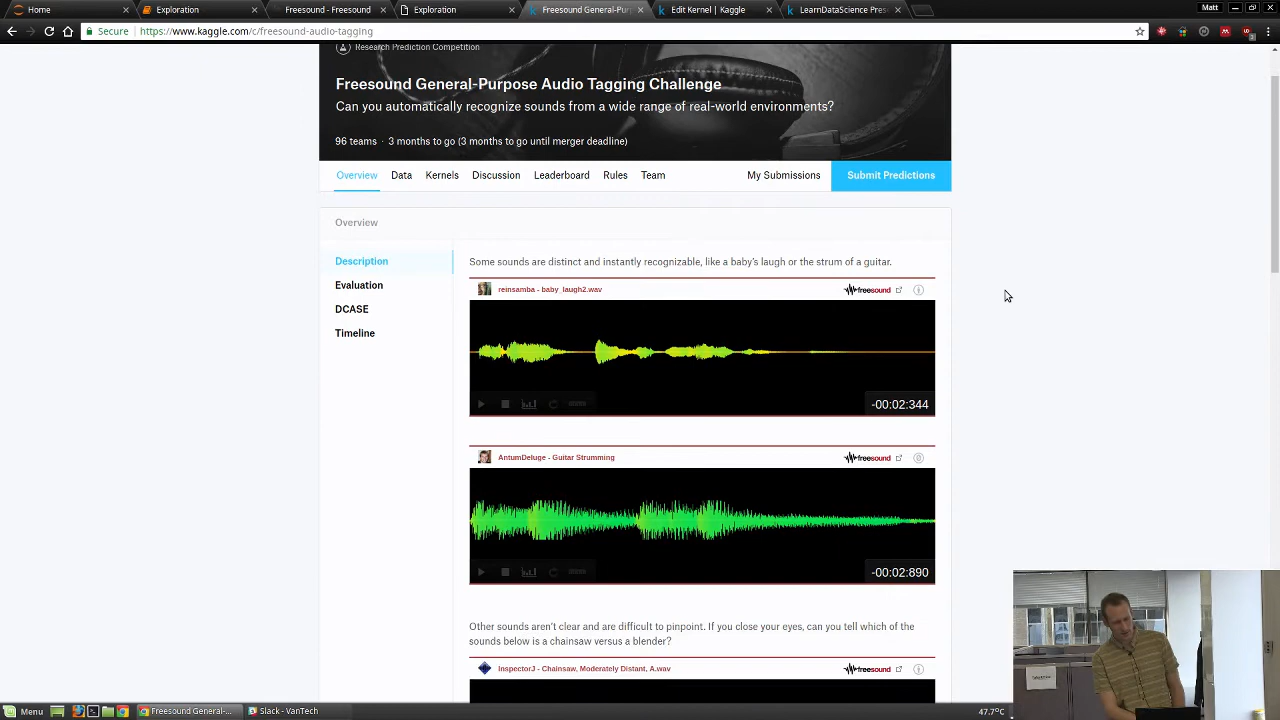 Home
Exploration
Freesound - Freesound
Exploration
Freesound General-Pur
Edit Kernel | Kaggle
LearnDataScience Pres
Matt
Secure
https://www.kaggle.com/c/freesound-audio-tagging
Research Prediction Competition
Freesound General-Purpose Audio Tagging Challenge
Can you automatically recognize sounds from a wide range of real-world environments?
96 teams · 3 months to go (3 months to go until merger deadline)
Overview Data Kernels Discussion Leaderboard Rules Team My Submissions Submit Predictions
Overview
Description
Evaluation
DCASE
Timeline
Some sounds are distinct and instantly recognizable, like a baby's laugh or the strum of a guitar.
reinsamba - baby_laugh2.wav freesound
-00:02:344
AntumDeluge - Guitar Strumming freesound
-00:02:890
Other sounds aren't clear and are difficult to pinpoint. If you close your eyes, can you tell which of the
sounds below is a chainsaw versus a blender?
InspectorJ - Chainsaw, Moderately Distant, A.wav freesound
Menu
Freesound General-...
Slack - VanTech
47.7°C